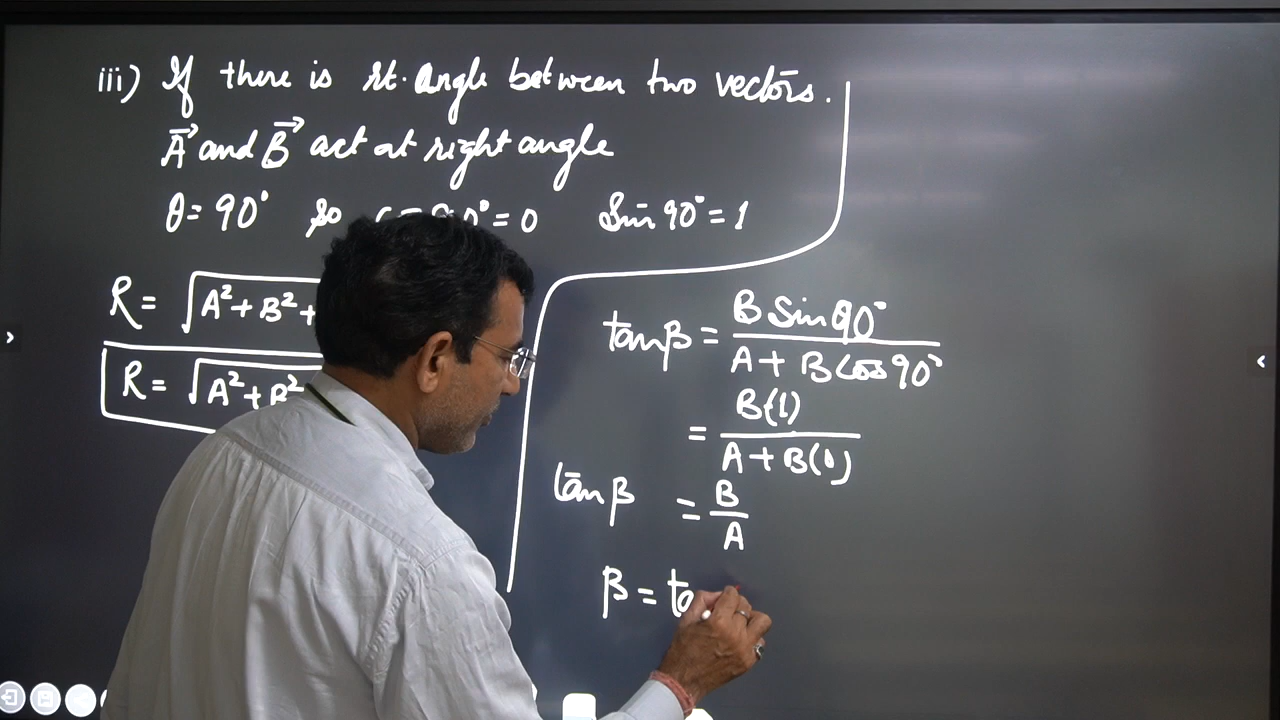 iii) If there is rt. angle between two vectors.
A⃗ and B⃗ act at right angle
θ = 90° so = 0 Sin 90° = 1
R = √A² + B² +
R = √A² + B²
tan β = B Sin 90° / A + B Cos 90°
= B(1) / A + B(0)
tan β = B / A
β = ta